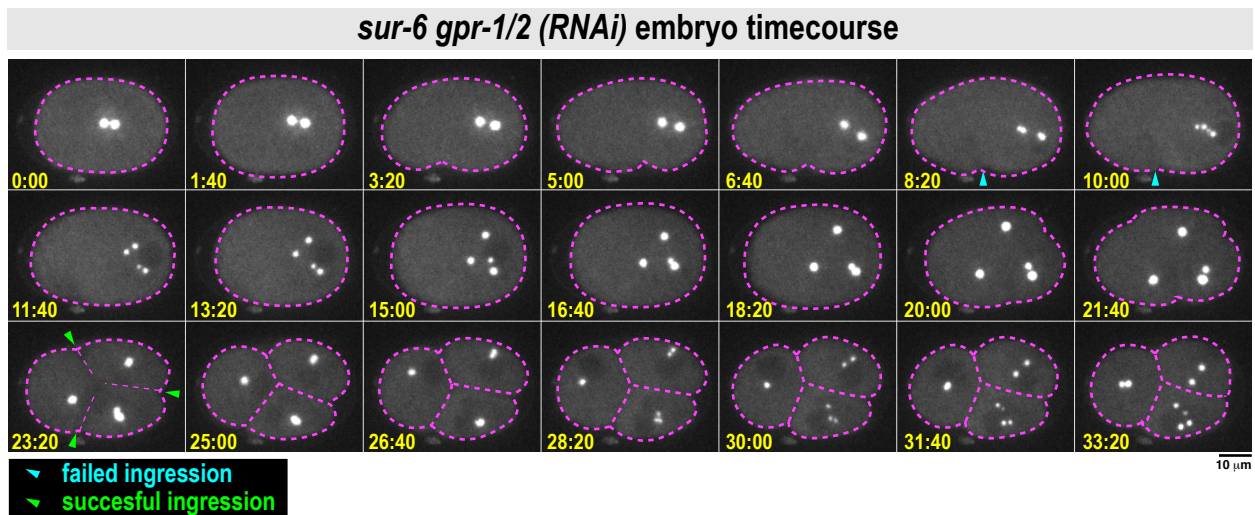 sur-6 gpr-1/2 (RNAi) embryo timecourse
0:00 1:40 3:20 5:00 6:40 8:20 10:00
11:40 13:20 15:00 16:40 18:20 20:00 21:40
23:20 25:00 26:40 28:20 30:00 31:40 33:20
10 μm
failed ingression
succesful ingression